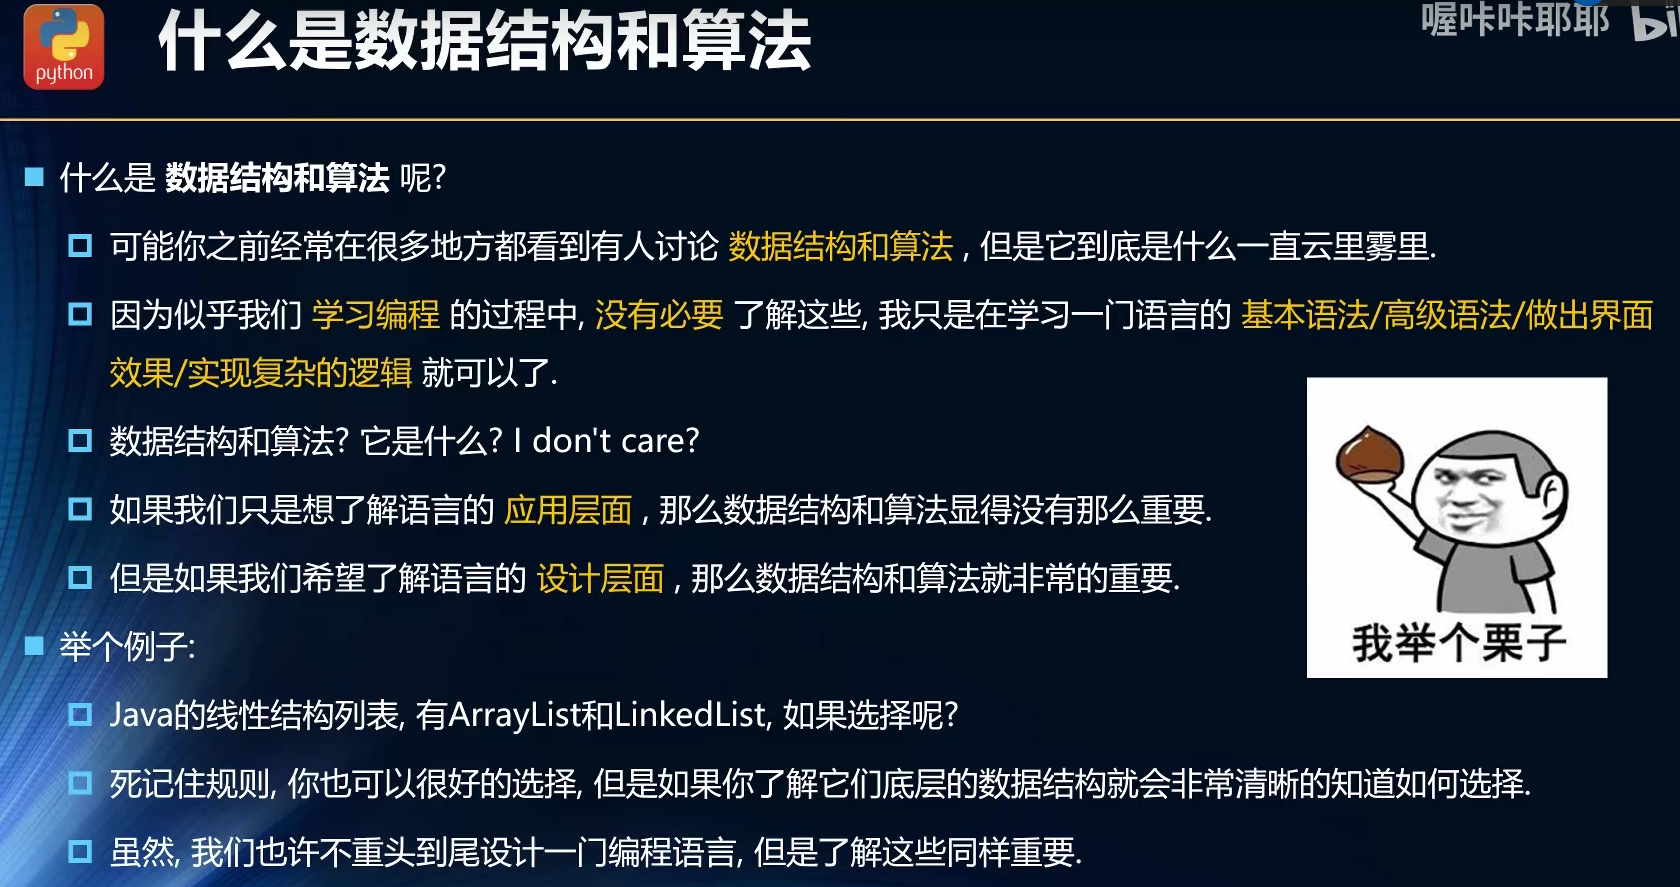 python
什么是数据结构和算法
喔咔咔耶耶
什么是 数据结构和算法 呢?
可能你之前经常在很多地方都看到有人讨论 数据结构和算法 , 但是它到底是什么一直云里雾里.
因为似乎我们 学习编程 的过程中, 没有必要 了解这些, 我只是在学习一门语言的 基本语法/高级语法/做出界面
效果/实现复杂的逻辑 就可以了.
数据结构和算法? 它是什么? I don't care?
如果我们只是想了解语言的 应用层面 , 那么数据结构和算法显得没有那么重要.
但是如果我们希望了解语言的 设计层面 , 那么数据结构和算法就非常的重要.
我举个栗子
举个例子:
Java的线性结构列表, 有ArrayList和LinkedList, 如果选择呢?
死记住规则, 你也可以很好的选择, 但是如果你了解它们底层的数据结构就会非常清晰的知道如何选择.
虽然, 我们也许不重头到尾设计一门编程语言, 但是了解这些同样重要.